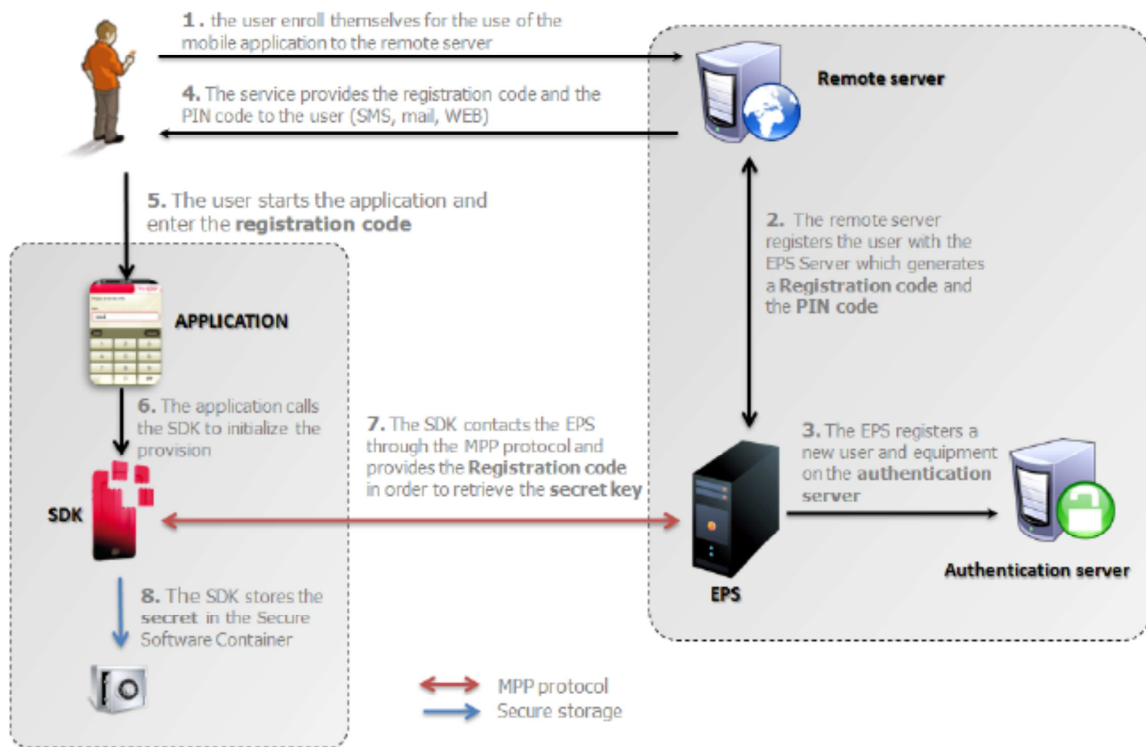 1. the user enroll themselves for the use of the
mobile application to the remote server
Remote server
4. The service provides the registration code and the
PIN code to the user (SMS, mail, WEB)
5. The user starts the application and
enter the registration code
2. The remote server
registers the user with the
EPS Server which generates
a Registration code and
the PIN code
APPLICATION
6. The application calls
the SDK to initialize the
provision
7. The SDK contacts the EPS
through the MPP protocol and
provides the Registration code
in order to retrieve the secret key
3. The EPS registers a
new user and equipment
on the authentication
server
SDK
Authentication server
EPS
8. The SDK stores the
secret in the Secure
Software Container
MPP protocol
Secure storage